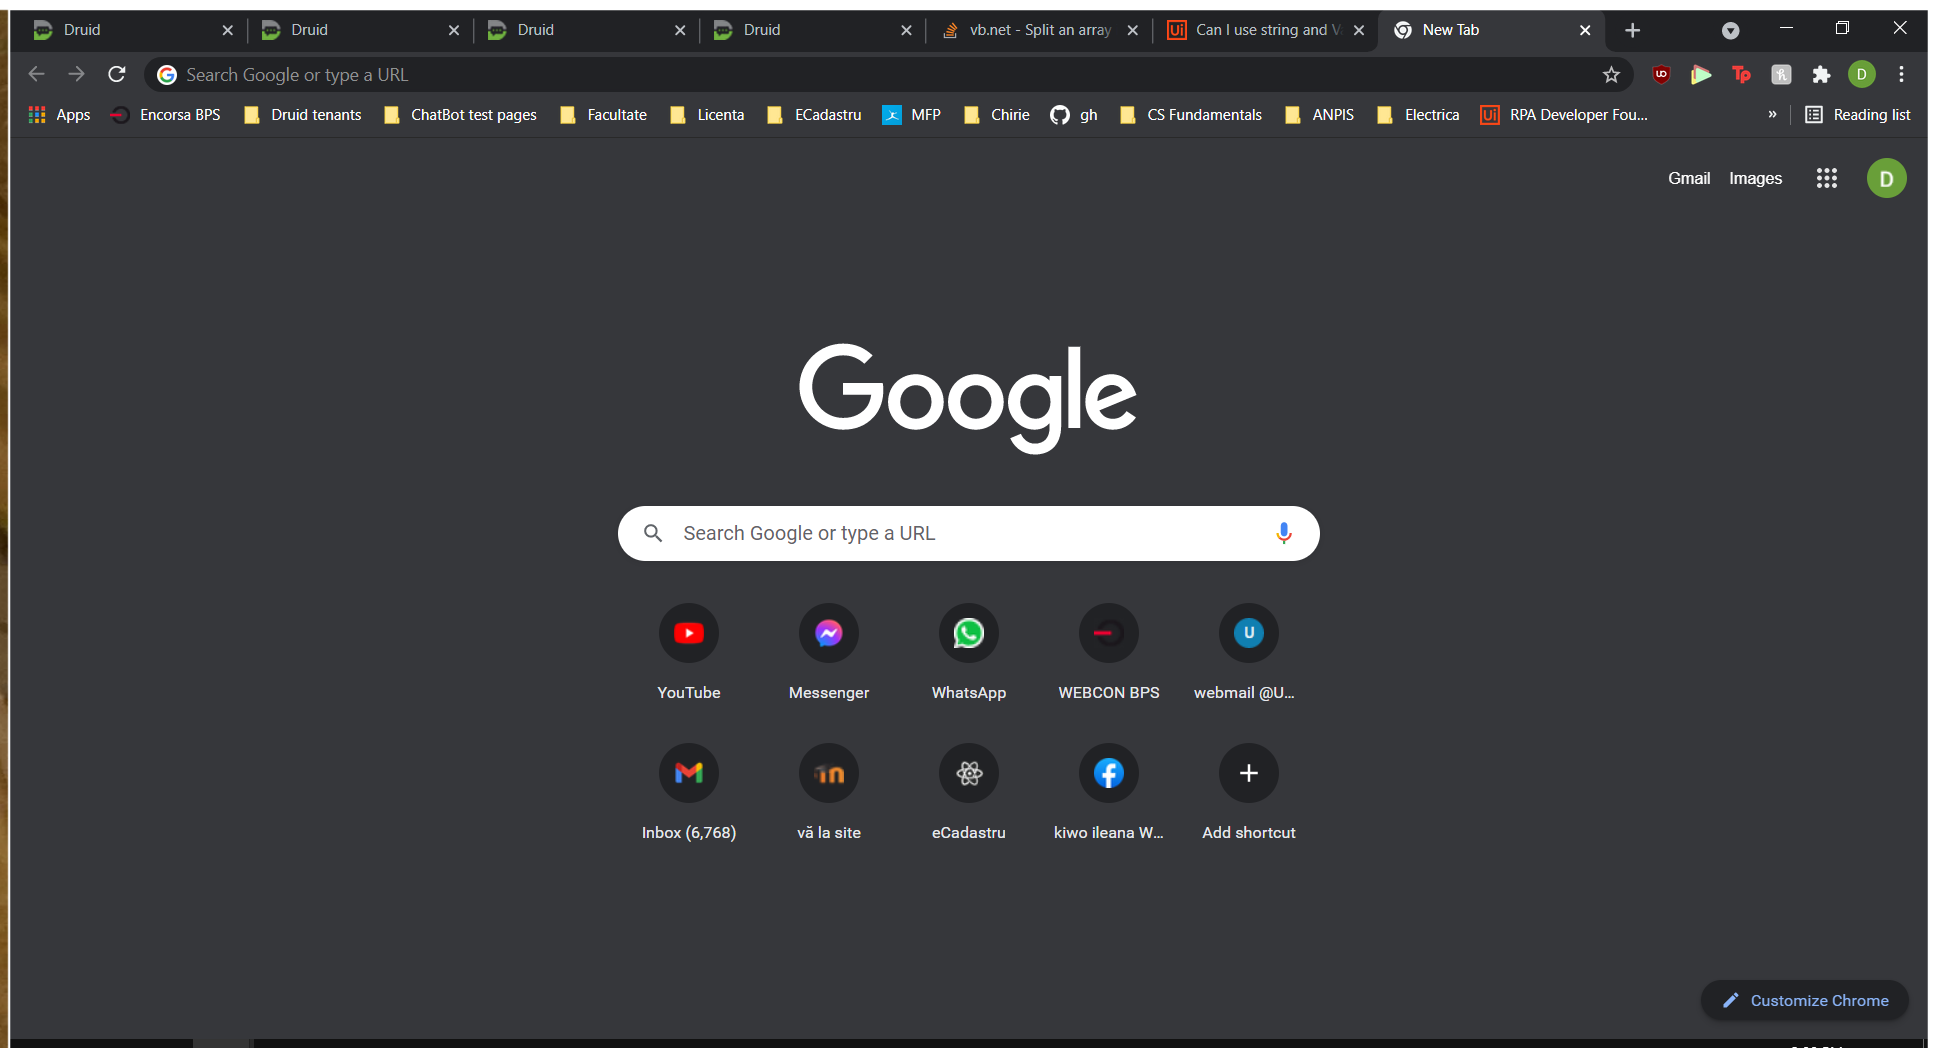 Druid
Druid
Druid
Druid
vb.net - Split an array
Can I use string and V
New Tab
Search Google or type a URL
Apps
Encorsa BPS
Druid tenants
ChatBot test pages
Facultate
Licenta
ECadastru
MFP
Chirie
gh
CS Fundamentals
ANPIS
Electrica
Ui
RPA Developer Fou...
»
Reading list
Gmail
Images
D
Google
Search Google or type a URL
YouTube
Messenger
WhatsApp
WEBCON BPS
webmail @U...
Inbox (6,768)
vă la site
eCadastru
kiwo ileana W...
Add shortcut
Customize Chrome